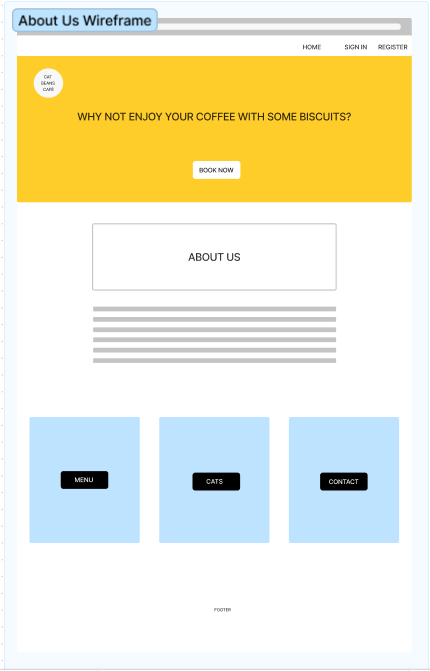 About Us Wireframe
HOME SIGN IN REGISTER
CAT
BEANS
CAFE
WHY NOT ENJOY YOUR COFFEE WITH SOME BISCUITS?
BOOK NOW
ABOUT US
MENU CATS CONTACT
FOOTER